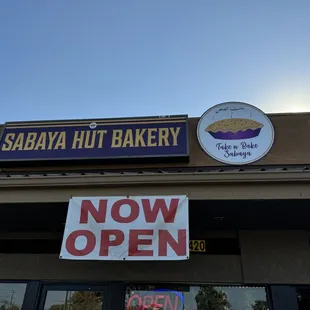 SABAYA HUT BAKERY
Take n Bake
Sabaya
NOW
OPEN
420
OPEN